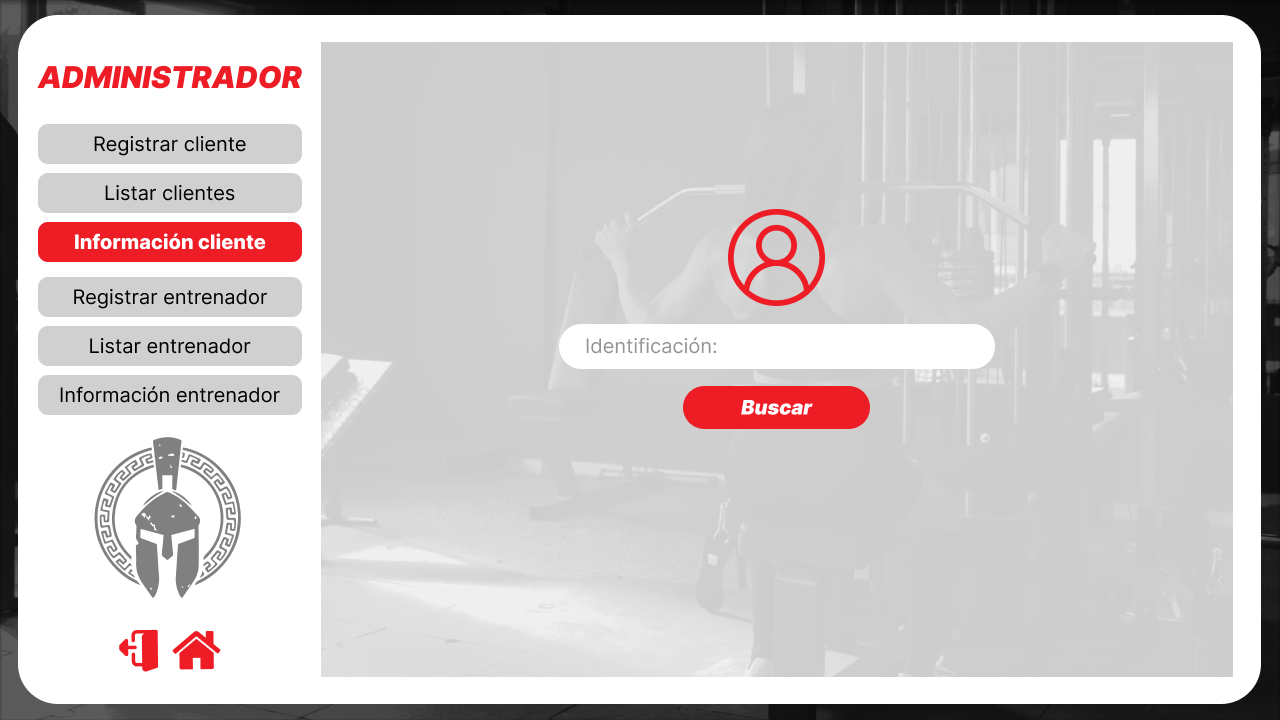 ADMINISTRADOR
Registrar cliente
Listar clientes
Información cliente
Registrar entrenador
Listar entrenador
Información entrenador
Identificación:
Buscar